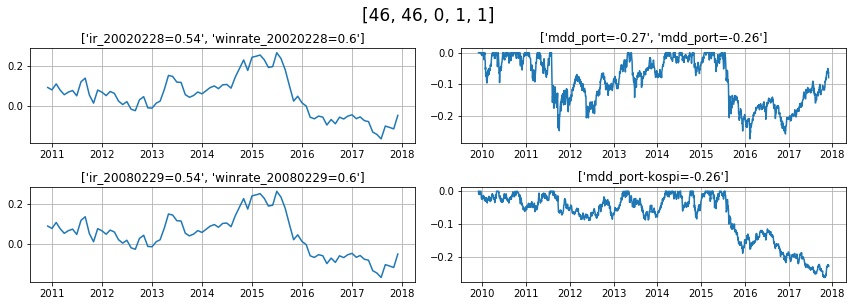 [46, 46, 0, 1, 1]
['ir_20020228=0.54', 'winrate_20020228=0.6']
0.2
0.0
2011 2012 2013 2014 2015 2016 2017 2018
['mdd_port=-0.27', 'mdd_port=-0.26']
0.0
−0.1
−0.2
2010 2011 2012 2013 2014 2015 2016 2017 2018
['ir_20080229=0.54', 'winrate_20080229=0.6']
0.2
0.0
2011 2012 2013 2014 2015 2016 2017 2018
['mdd_port-kospi=-0.26']
0.0
−0.1
−0.2
2010 2011 2012 2013 2014 2015 2016 2017 2018